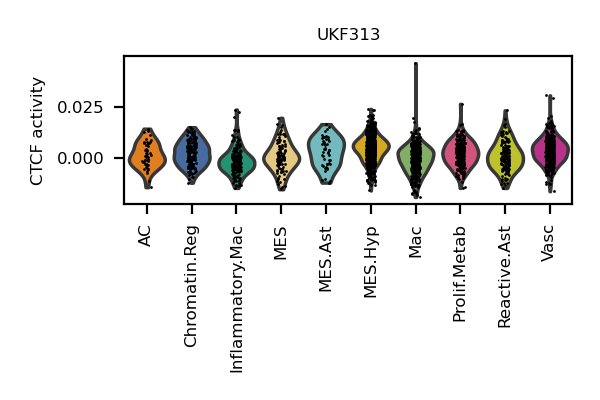 UKF313
CTCF activity
0.025
0.000
AC
Chromatin.Reg
Inflammatory.Mac
MES
MES.Ast
MES.Hyp
Mac
Prolif.Metab
Reactive.Ast
Vasc